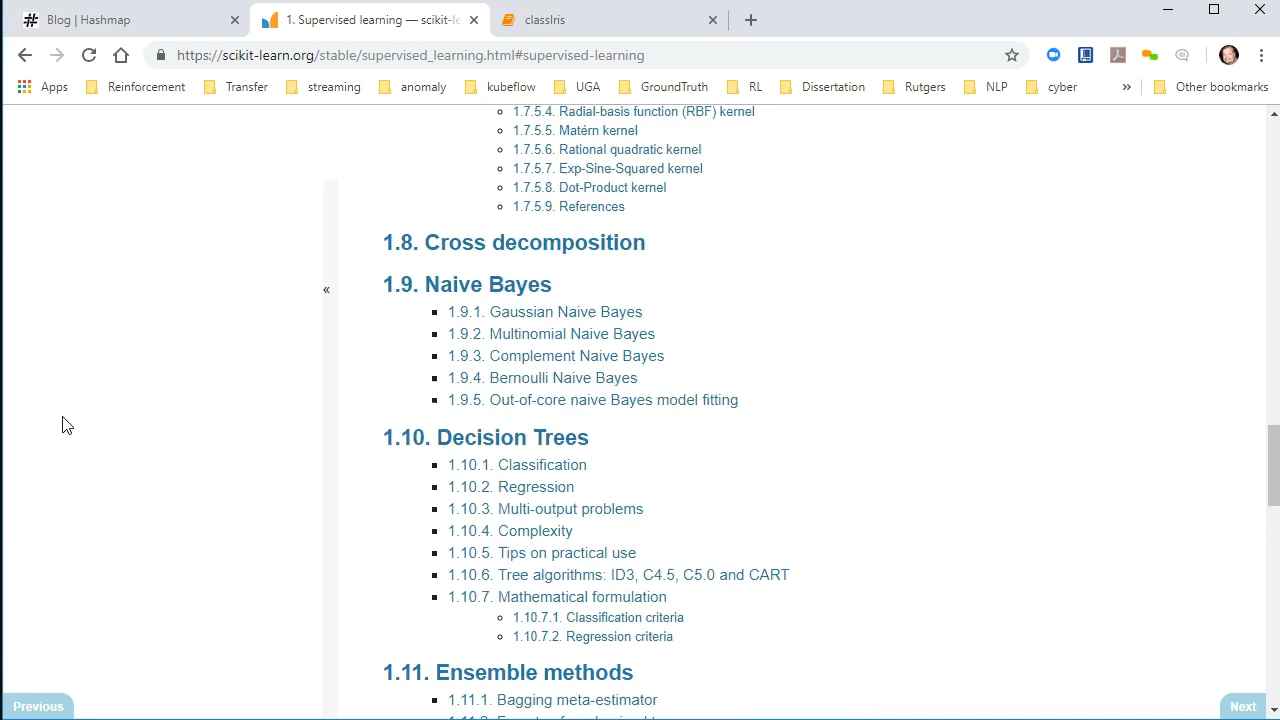 Blog | Hashmap
1. Supervised learning — scikit-le
classIris
https://scikit-learn.org/stable/supervised_learning.html#supervised-learning
Apps Reinforcement Transfer streaming anomaly kubeflow UGA GroundTruth RL Dissertation Rutgers NLP cyber » Other bookmarks
1.7.5.4. Radial-basis function (RBF) kernel
1.7.5.5. Matérn kernel
1.7.5.6. Rational quadratic kernel
1.7.5.7. Exp-Sine-Squared kernel
1.7.5.8. Dot-Product kernel
1.7.5.9. References
1.8. Cross decomposition
1.9. Naive Bayes
«
1.9.1. Gaussian Naive Bayes
1.9.2. Multinomial Naive Bayes
1.9.3. Complement Naive Bayes
1.9.4. Bernoulli Naive Bayes
1.9.5. Out-of-core naive Bayes model fitting
1.10. Decision Trees
1.10.1. Classification
1.10.2. Regression
1.10.3. Multi-output problems
1.10.4. Complexity
1.10.5. Tips on practical use
1.10.6. Tree algorithms: ID3, C4.5, C5.0 and CART
1.10.7. Mathematical formulation
1.10.7.1. Classification criteria
1.10.7.2. Regression criteria
1.11. Ensemble methods
1.11.1. Bagging meta-estimator
Previous
Next